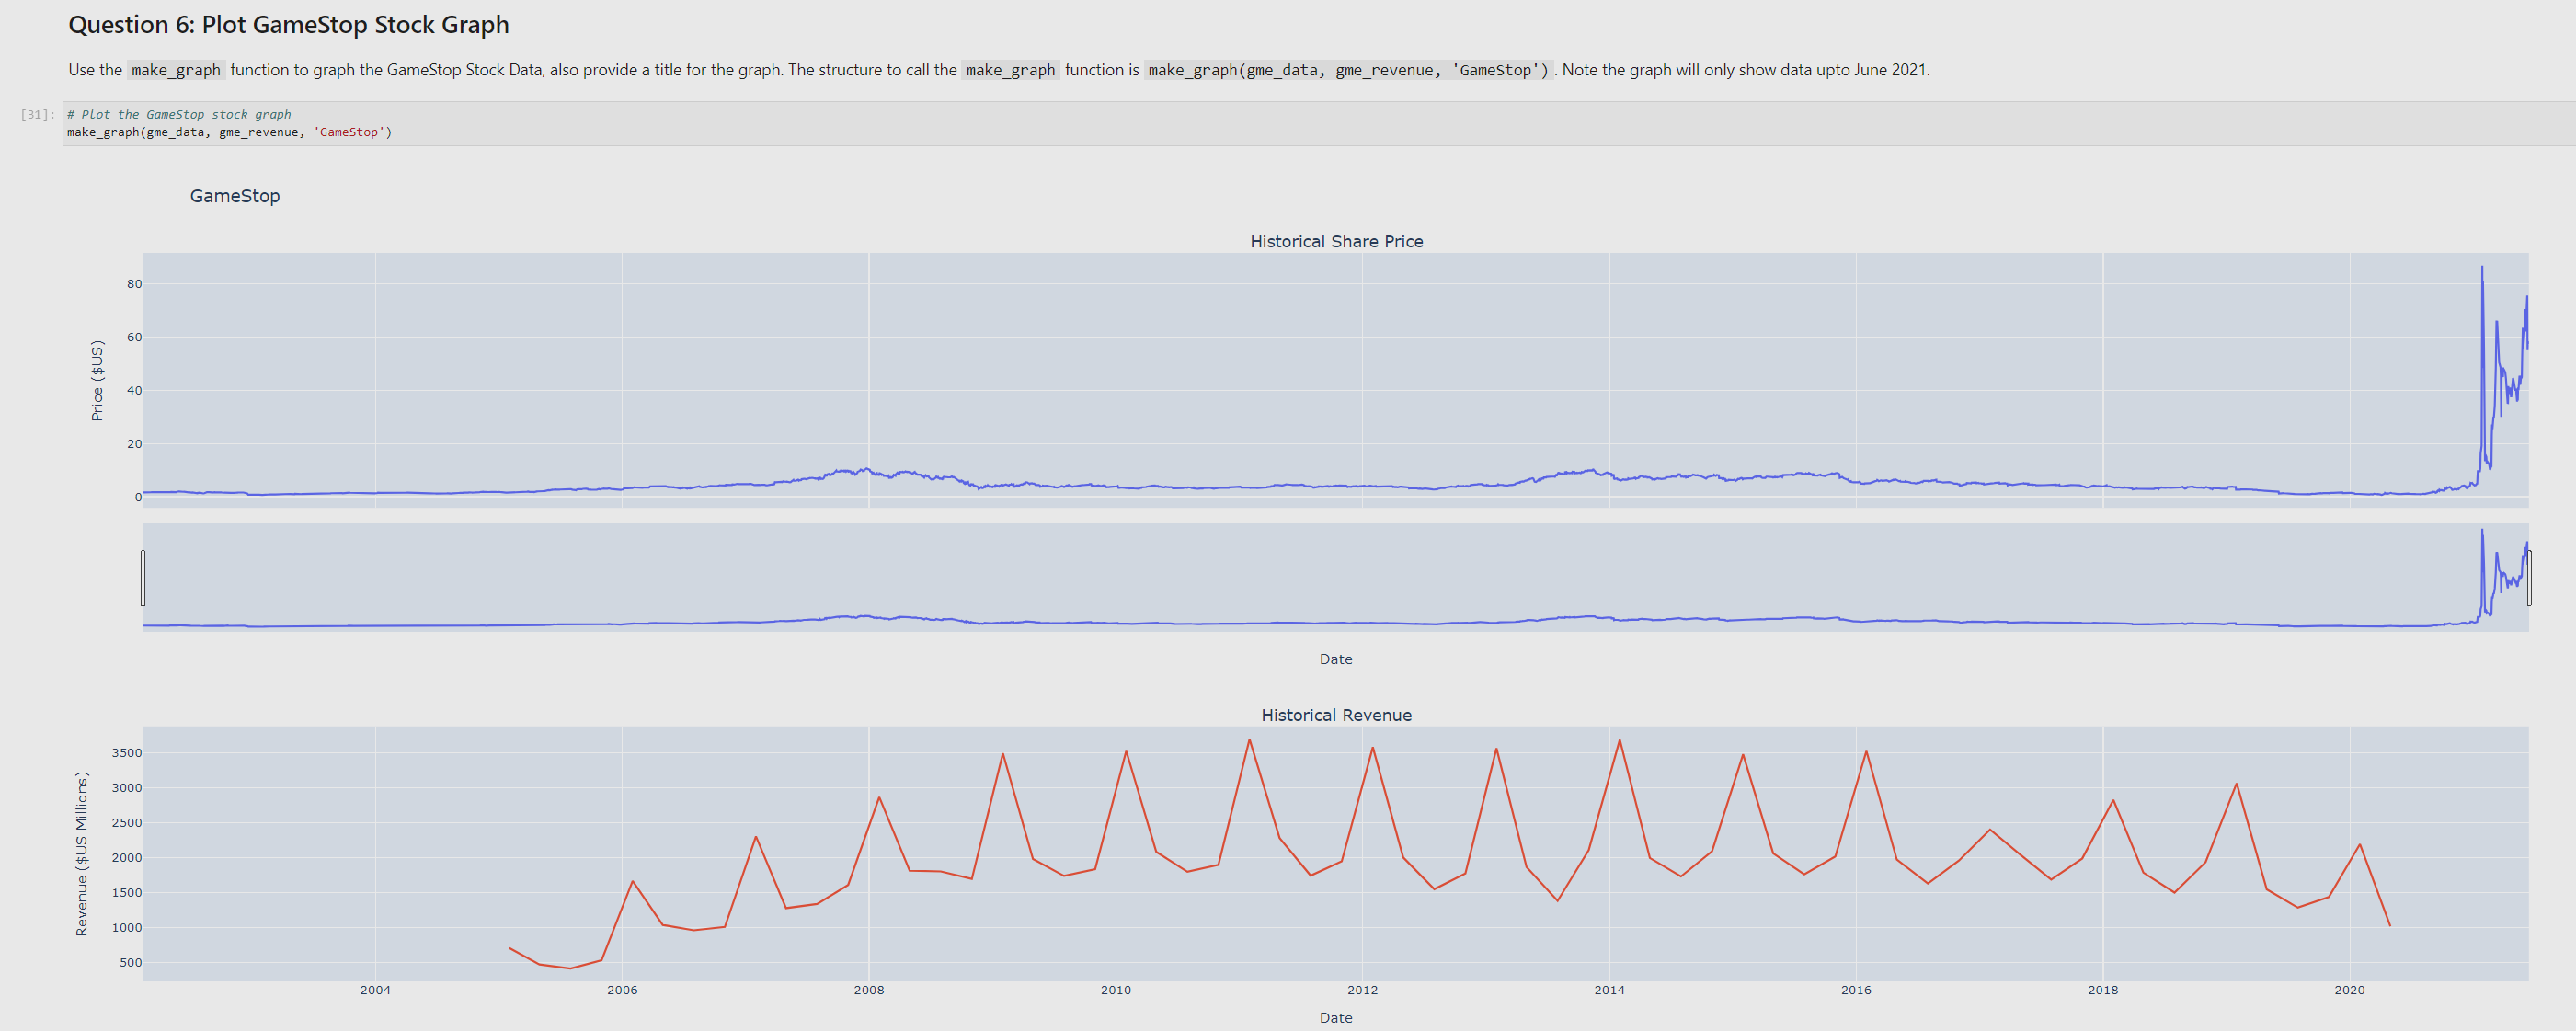 Question 6: Plot GameStop Stock Graph
Use the make_graph function to graph the GameStop Stock Data, also provide a title for the graph. The structure to call the make_graph function is make_graph(gme_data, gme_revenue, 'GameStop'). Note the graph will only show data upto June 2021.
[31]:
# Plot the GameStop stock graph
make_graph(gme_data, gme_revenue, 'GameStop')
GameStop
Historical Share Price
Price ($US)
80
60
40
20
0
Date
Historical Revenue
Revenue ($US Millions)
3500
3000
2500
2000
1500
1000
500
2004 2006 2008 2010 2012 2014 2016 2018 2020
Date